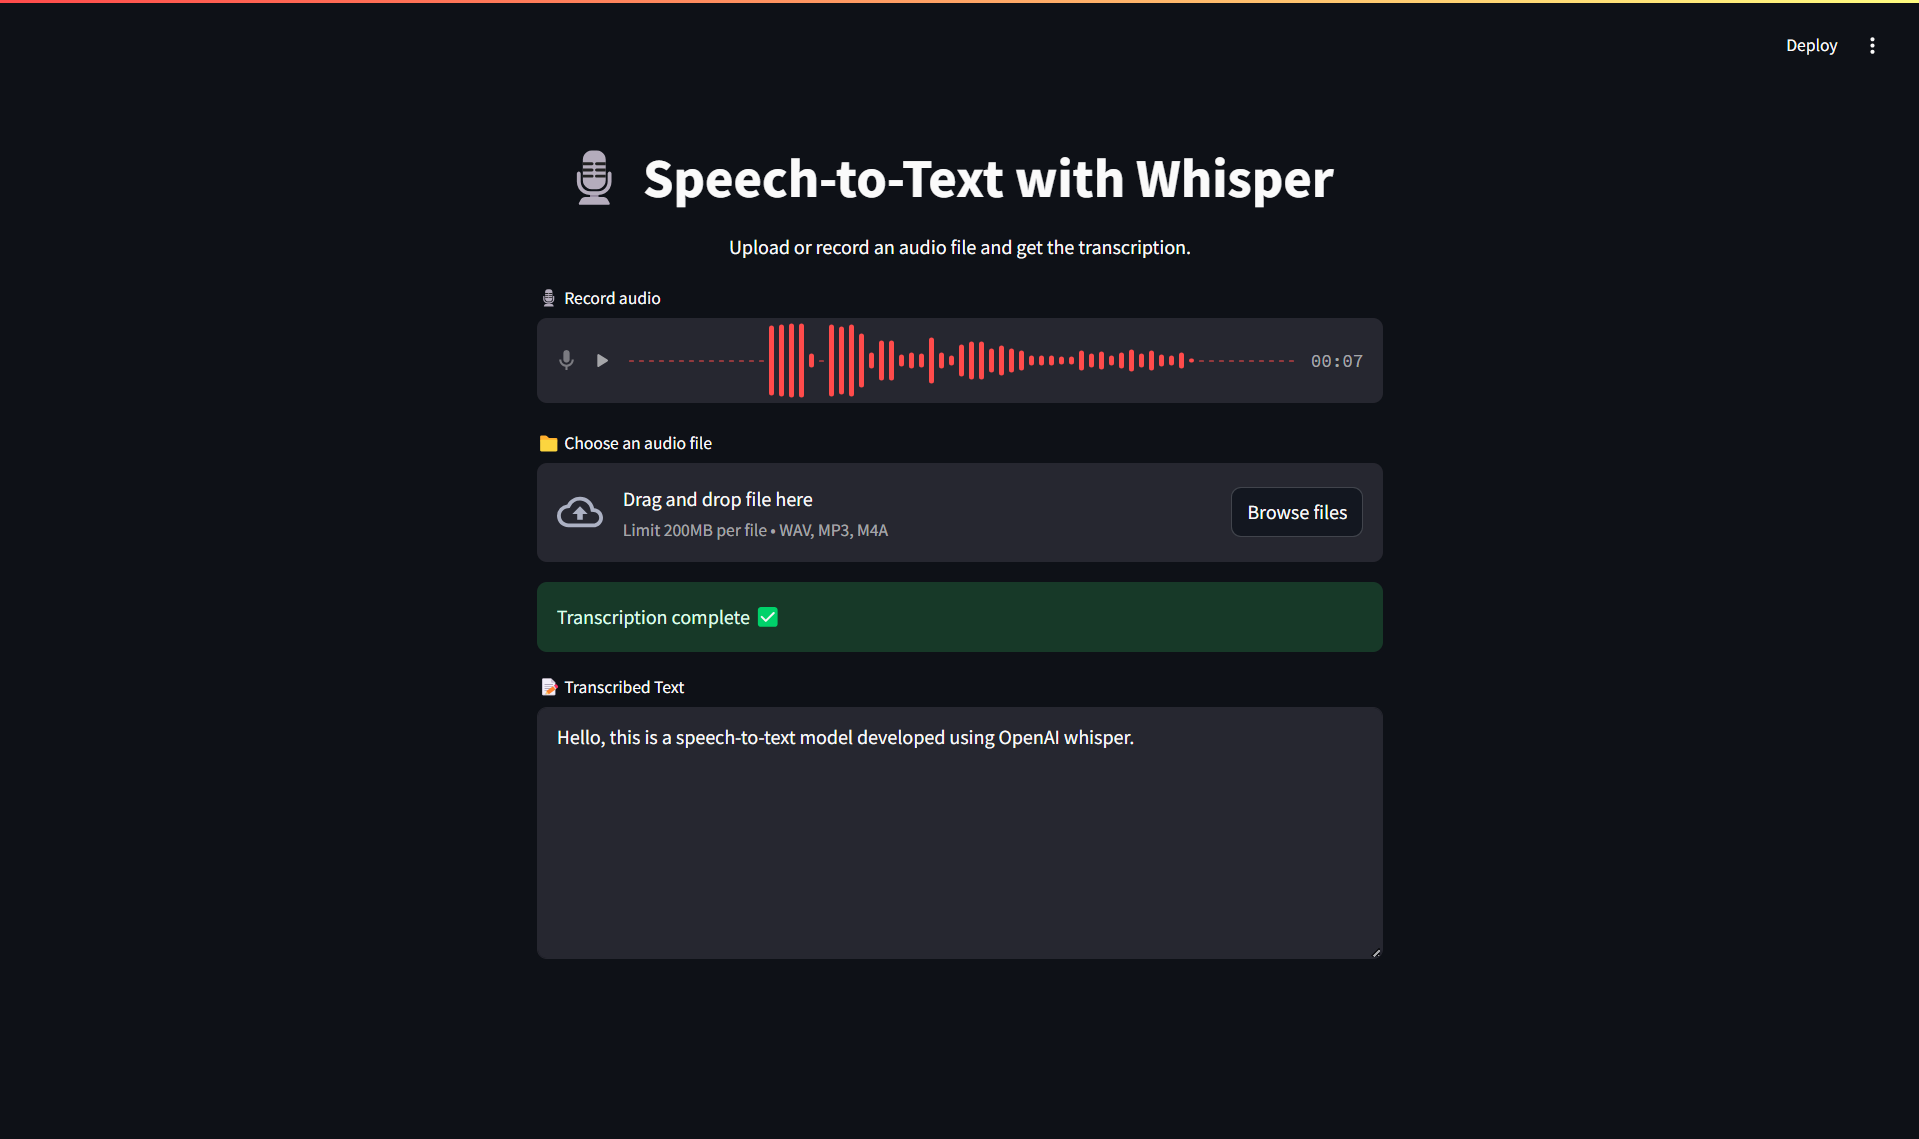 Deploy
Speech-to-Text with Whisper
Upload or record an audio file and get the transcription.
Record audio
00:07
Choose an audio file
Drag and drop file here
Limit 200MB per file • WAV, MP3, M4A
Browse files
Transcription complete
Transcribed Text
Hello, this is a speech-to-text model developed using OpenAI whisper.